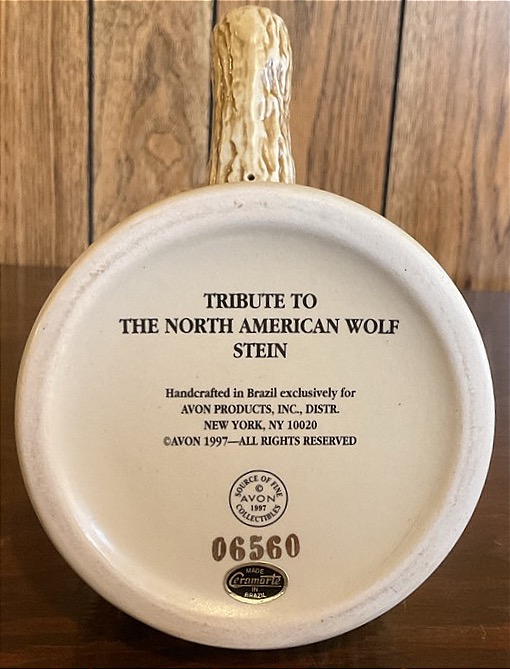 TRIBUTE TO
THE NORTH AMERICAN WOLF
STEIN
Handcrafted in Brazil exclusively for
AVON PRODUCTS, INC., DISTR.
NEW YORK, NY 10020
©AVON 1997—ALL RIGHTS RESERVED
SOURCE OF FINE
©
AVON
1997
COLLECTIBLES
06560
MADE
Ceramarte
IN
BRAZIL